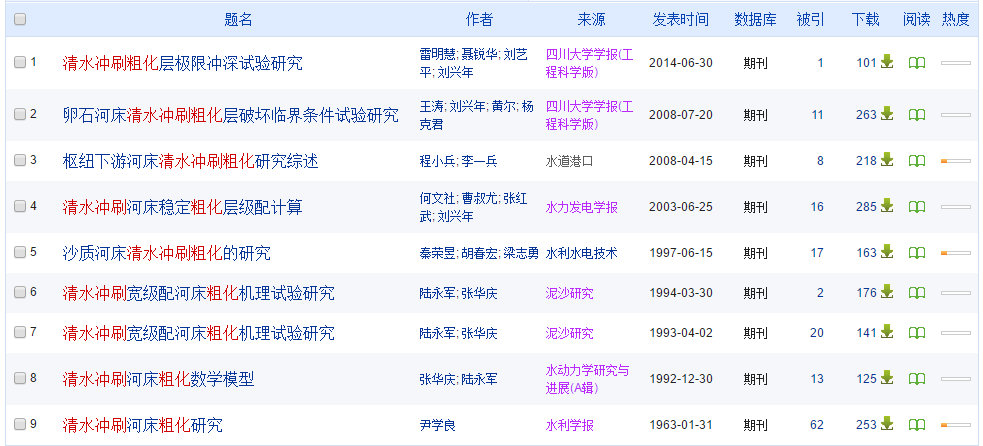 题名 作者 来源 发表时间 数据库 被引 下载 阅读 热度
1 清水冲刷粗化层极限冲深试验研究 雷明慧; 聂锐华; 刘艺平; 刘兴年 四川大学学报(工程科学版) 2014-06-30 期刊 1 101
2 卵石河床清水冲刷粗化层破坏临界条件试验研究 王涛; 刘兴年; 黄尔; 杨克君 四川大学学报(工程科学版) 2008-07-20 期刊 11 263
3 枢纽下游河床清水冲刷粗化研究综述 程小兵; 李一兵 水道港口 2008-04-15 期刊 8 218
4 清水冲刷河床稳定粗化层级配计算 何文社; 曹叔尤; 张红武; 刘兴年 水力发电学报 2003-06-25 期刊 16 285
5 沙质河床清水冲刷粗化的研究 秦荣昱; 胡春宏; 梁志勇 水利水电技术 1997-06-15 期刊 17 163
6 清水冲刷宽级配河床粗化机理试验研究 陆永军; 张华庆 泥沙研究 1994-03-30 期刊 2 176
7 清水冲刷宽级配河床粗化机理试验研究 陆永军; 张华庆 泥沙研究 1993-04-02 期刊 20 141
8 清水冲刷河床粗化数学模型 张华庆; 陆永军 水动力学研究与进展(A辑) 1992-12-30 期刊 13 125
9 清水冲刷河床粗化研究 尹学良 水利学报 1963-01-31 期刊 62 253